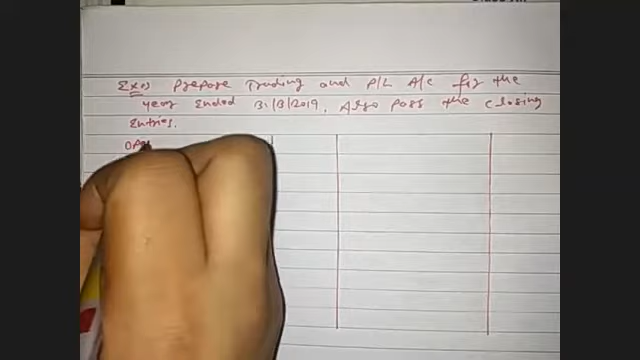 Ex:) Prepare Trading and P/L A/c for the
year Ended 31/3/2019, Also pass the closing
Entries.